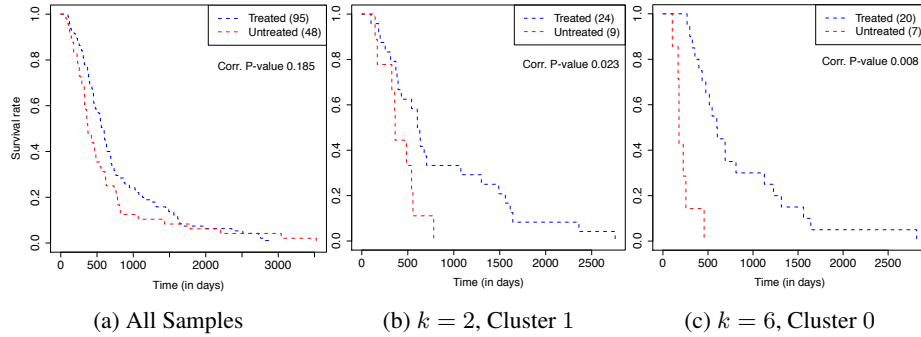 Treated (95)
Untreated (48)
Corr. P-value 0.185
Survival rate
0.0 0.2 0.4 0.6 0.8 1.0
0 500 1500 2000 3000
Time (in days)
(a) All Samples
Treated (24)
Untreated (9)
Corr. P-value 0.023
0.0 0.2 0.4 0.6 0.8 1.0
0 500 1000 1500 2000 2500
Time (in days)
(b) k = 2, Cluster 1
Treated (20)
Untreated (7)
Corr. P-value 0.008
0.0 0.2 0.4 0.6 0.8 1.0
0 500 1000 1500 2000 2500
Time (in days)
(c) k = 6, Cluster 0